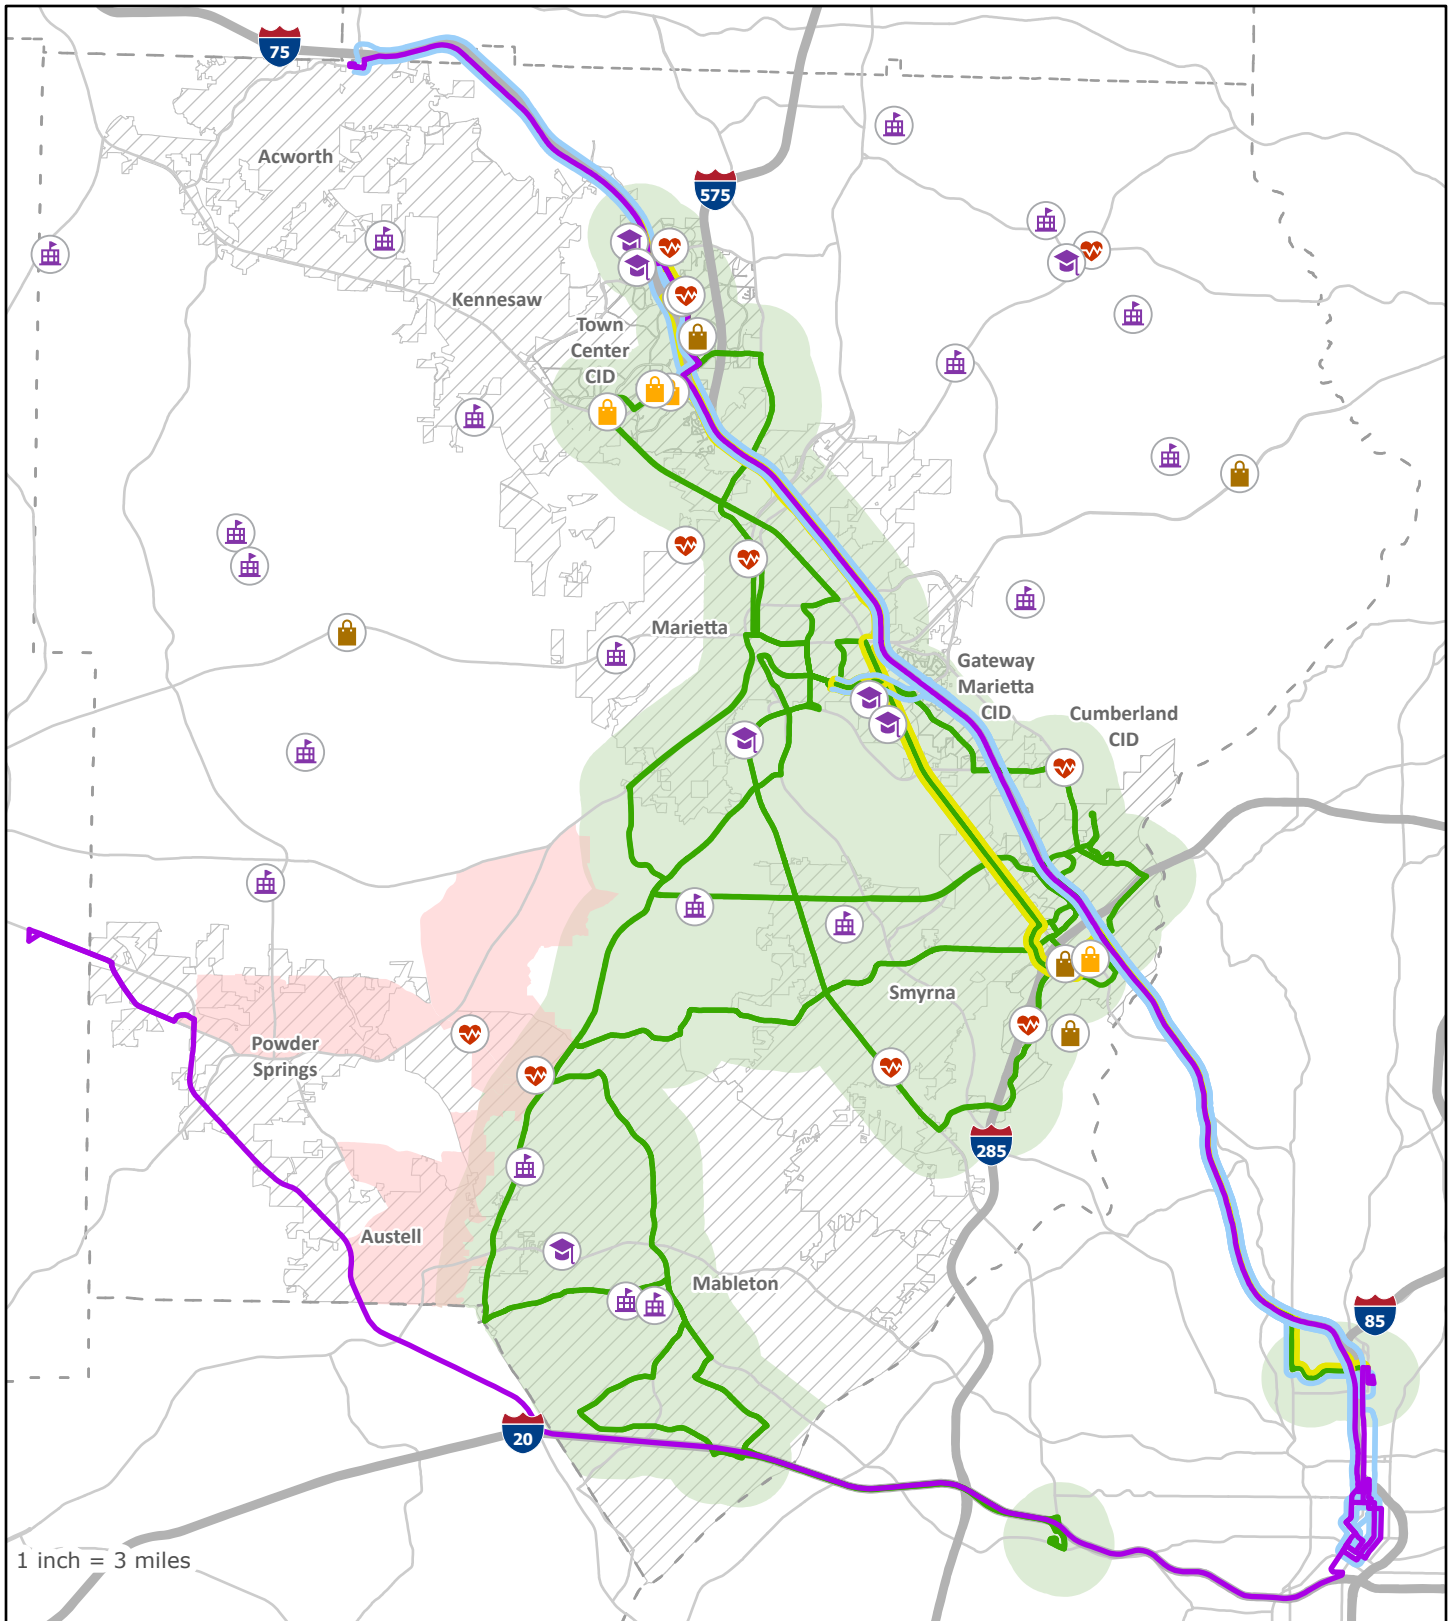 75
Acworth
575
Kennesaw
Town
Center
CID
Marietta
Gateway
Marietta
CID
Cumberland
CID
Smyrna
Powder
Springs
285
Austell
Mableton
85
20
1 inch = 3 miles